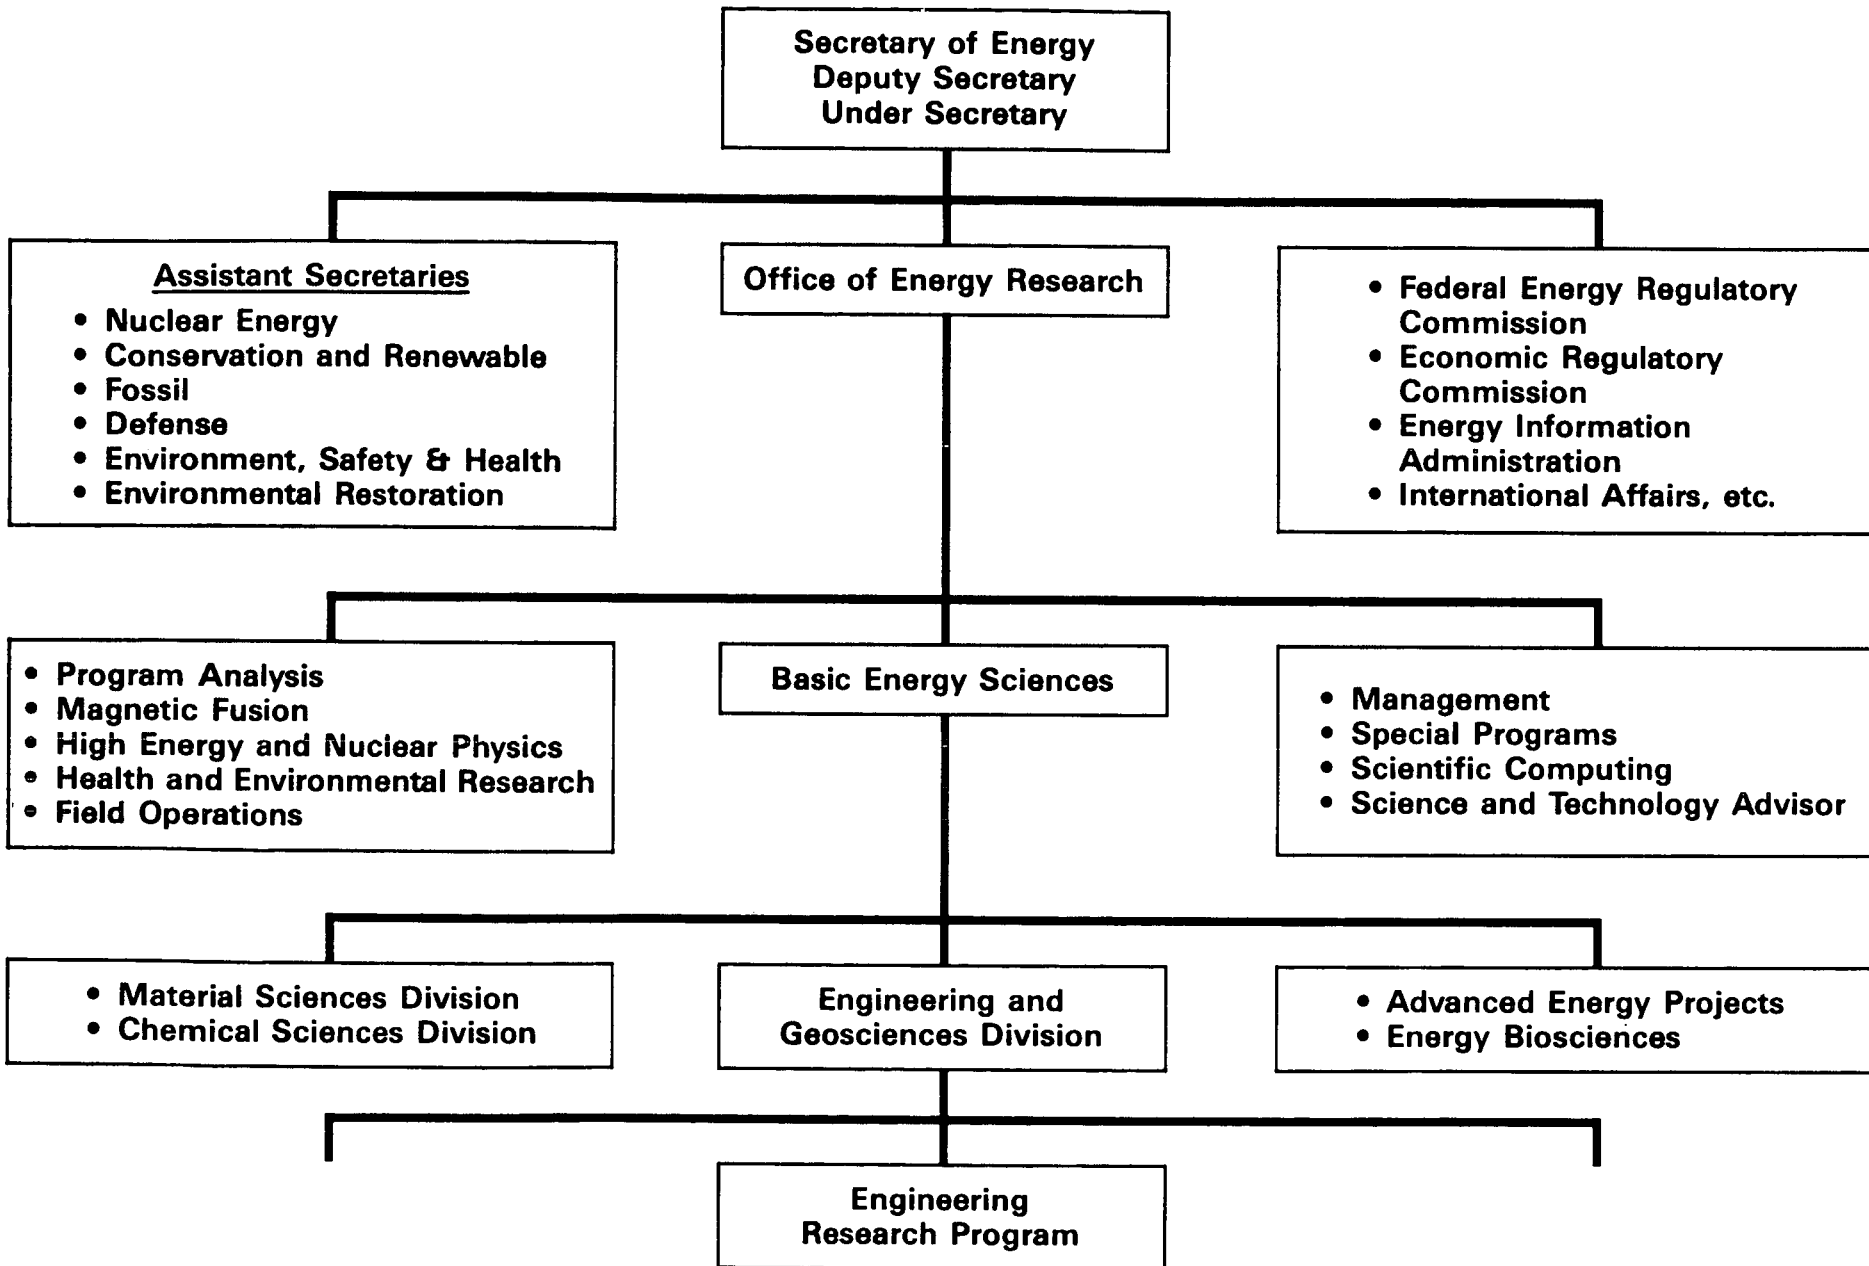 Secretary of Energy
Deputy Secretary
Under Secretary
Assistant Secretaries
• Nuclear Energy
• Conservation and Renewable
• Fossil
• Defense
• Environment, Safety & Health
• Environmental Restoration
Office of Energy Research
• Federal Energy Regulatory
Commission
• Economic Regulatory
Commission
• Energy Information
Administration
• International Affairs, etc.
• Program Analysis
• Magnetic Fusion
• High Energy and Nuclear Physics
• Health and Environmental Research
• Field Operations
Basic Energy Sciences
• Management
• Special Programs
• Scientific Computing
• Science and Technology Advisor
• Material Sciences Division
• Chemical Sciences Division
Engineering and
Geosciences Division
• Advanced Energy Projects
• Energy Biosciences
Engineering
Research Program